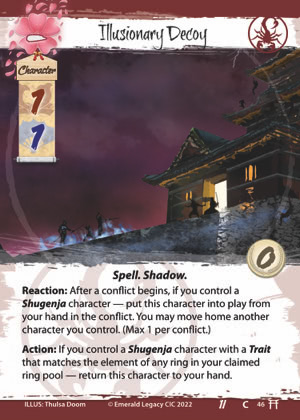 Illusionary Decoy
Character
1
1
0
Spell. Shadow.
Reaction: After a conflict begins, if you control a
Shugenja character — put this character into play from
your hand in the conflict. You may move home another
character you control. (Max 1 per conflict.)
Action: If you control a Shugenja character with a Trait
that matches the element of any ring in your claimed
ring pool — return this character to your hand.
ILLUS: Thulsa Doom
© Emerald Legacy CIC 2022
C
46